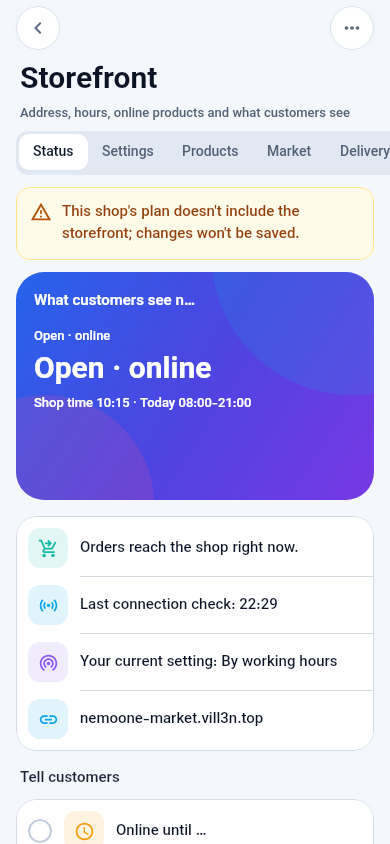 Storefront
Address, hours, online products and what customers see
Status Settings Products Market Delivery
This shop's plan doesn't include the
storefront; changes won't be saved.
What customers see n…
Open · online
Open · online
Shop time 10:15 · Today 08:00–21:00
Orders reach the shop right now.
Last connection check: 22:29
Your current setting: By working hours
nemoone-market.vill3n.top
Tell customers
Online until …